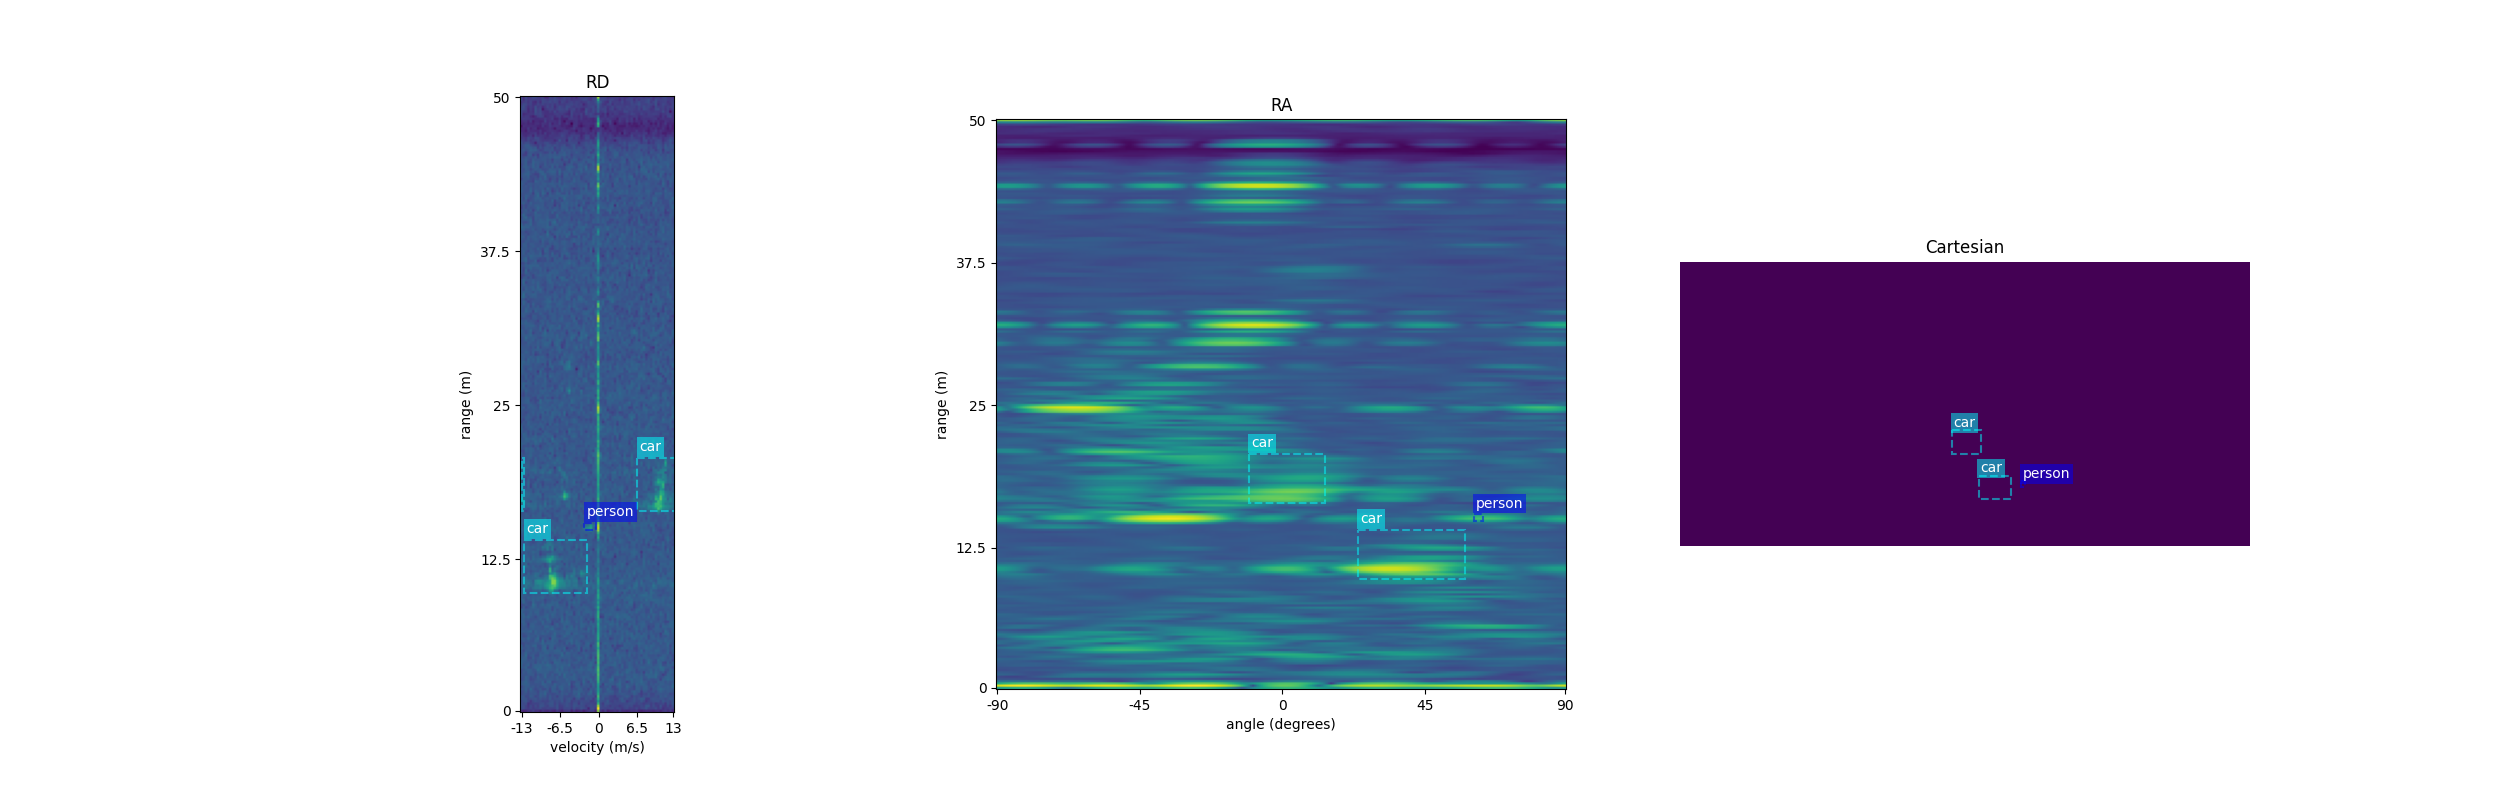 RD
50
37.5
25
12.5
0
range (m)
car
person
car
-13
-6.5
0
6.5
13
velocity (m/s)
RA
50
37.5
25
12.5
0
range (m)
car
person
car
-90
-45
0
45
90
angle (degrees)
Cartesian
car
car
person